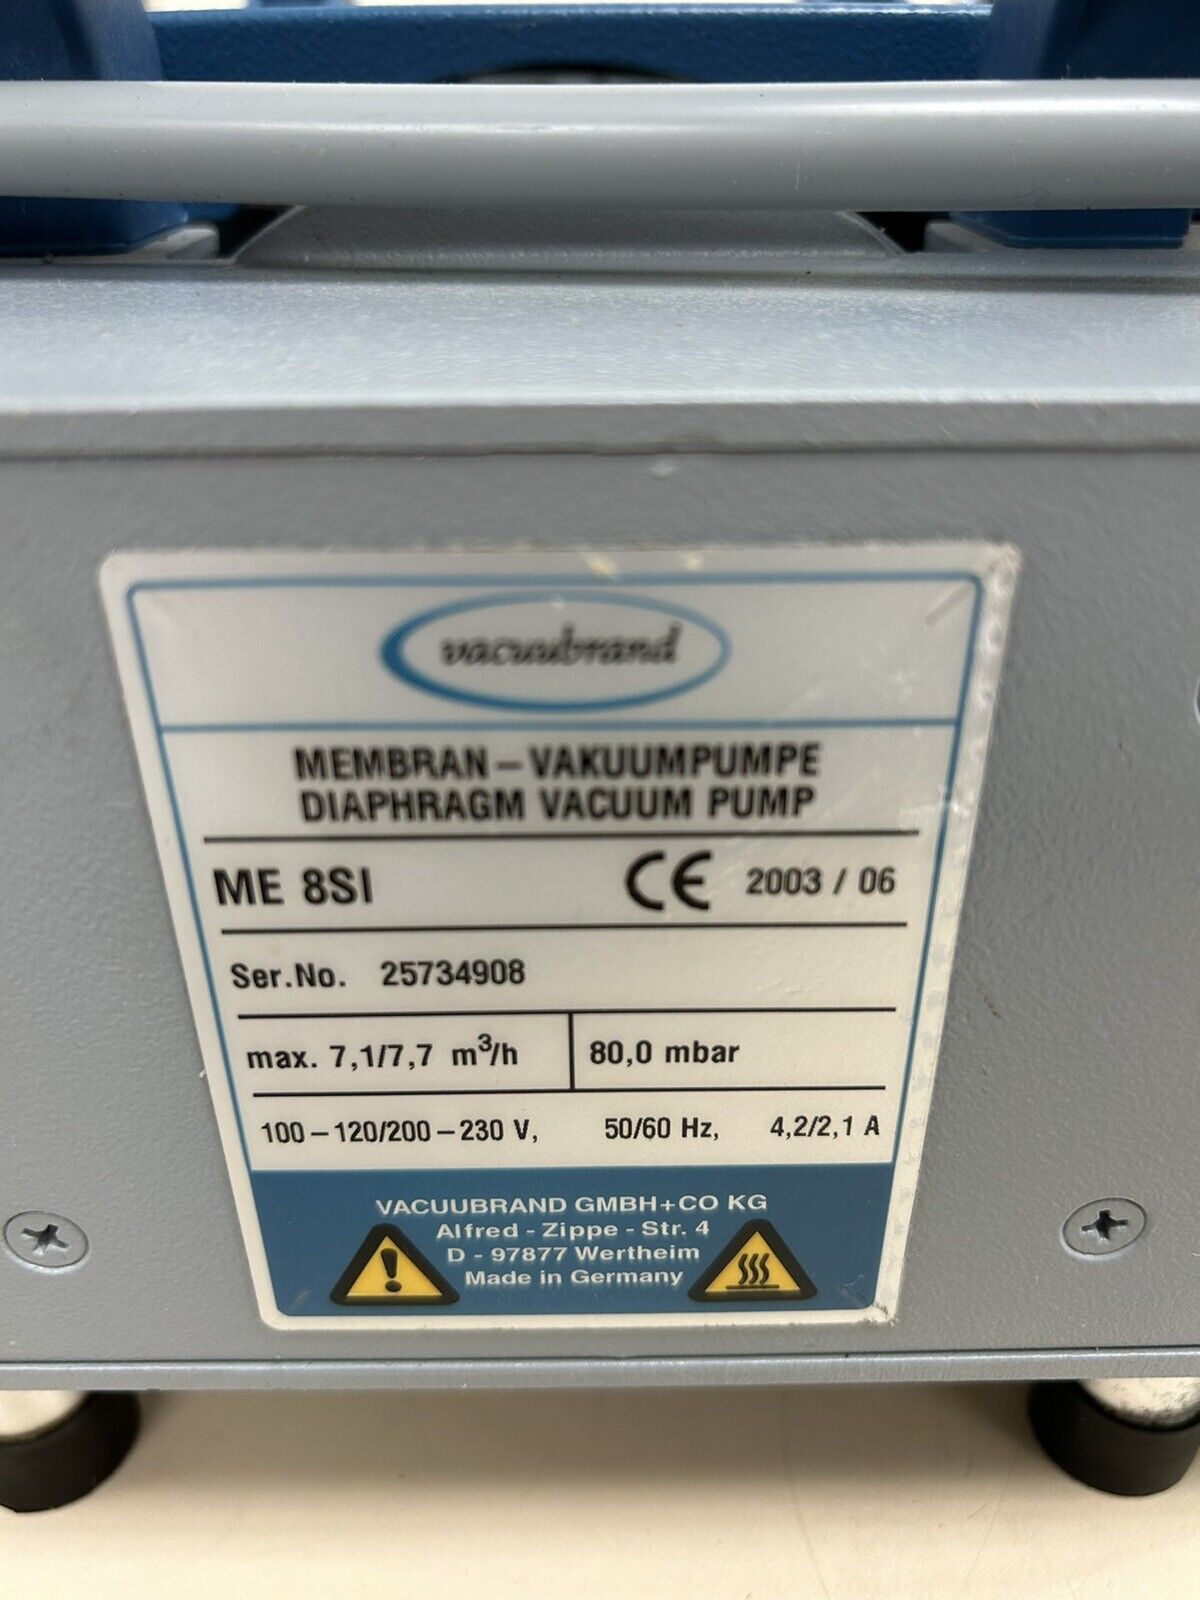 vacuubrand
MEMBRAN – VAKUUMPUMPE
DIAPHRAGM VACUUM PUMP
ME 8SI CE 2003 / 06
Ser.No. 25734908
max. 7,1/7,7 m³/h 80,0 mbar
100 – 120/200 – 230 V, 50/60 Hz, 4,2/2,1 A
VACUUBRAND GMBH+CO KG
Alfred - Zippe - Str. 4
D - 97877 Wertheim
Made in Germany